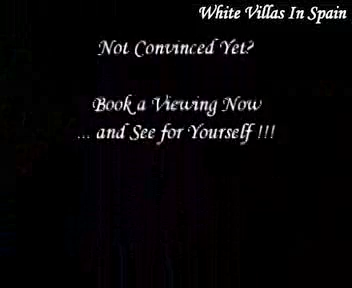 White Villas In Spain
Not Convinced Yet?
Book a Viewing Now
... and See for Yourself !!!